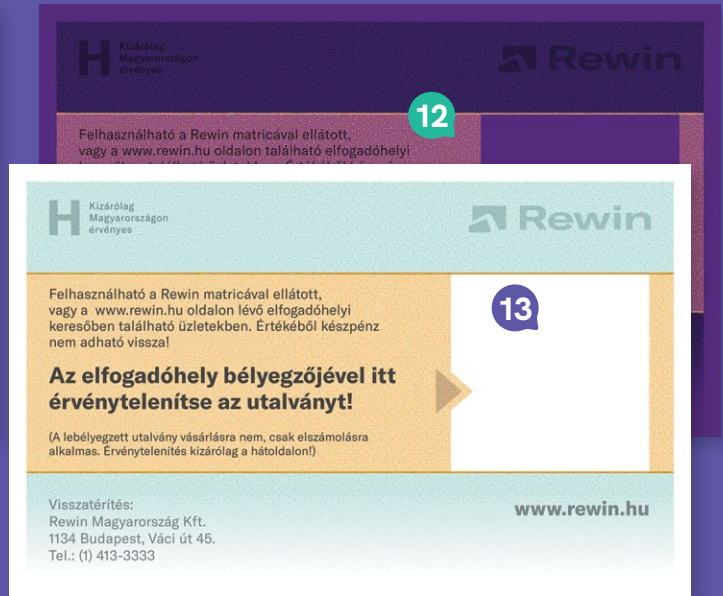 H
Kizárólag
Magyarországon
érvényes
Rewin
12
Felhasználható a Rewin matricával ellátott,
vagy a www.rewin.hu oldalon található elfogadóhelyi
H
Kizárólag
Magyarországon
érvényes
Rewin
Felhasználható a Rewin matricával ellátott,
vagy a www.rewin.hu oldalon lévő elfogadóhelyi
keresőben található üzletekben. Értékéből készpénz
nem adható vissza!
13
Az elfogadóhely bélyegzőjével itt
érvénytelenítse az utalványt!
(A lebélyegzett utalvány vásárlásra nem, csak elszámolásra
alkalmas. Érvénytelenítés kizárólag a hátoldalon!)
Visszatérítés:
Rewin Magyarország Kft.
1134 Budapest, Váci út 45.
Tel.: (1) 413-3333
www.rewin.hu